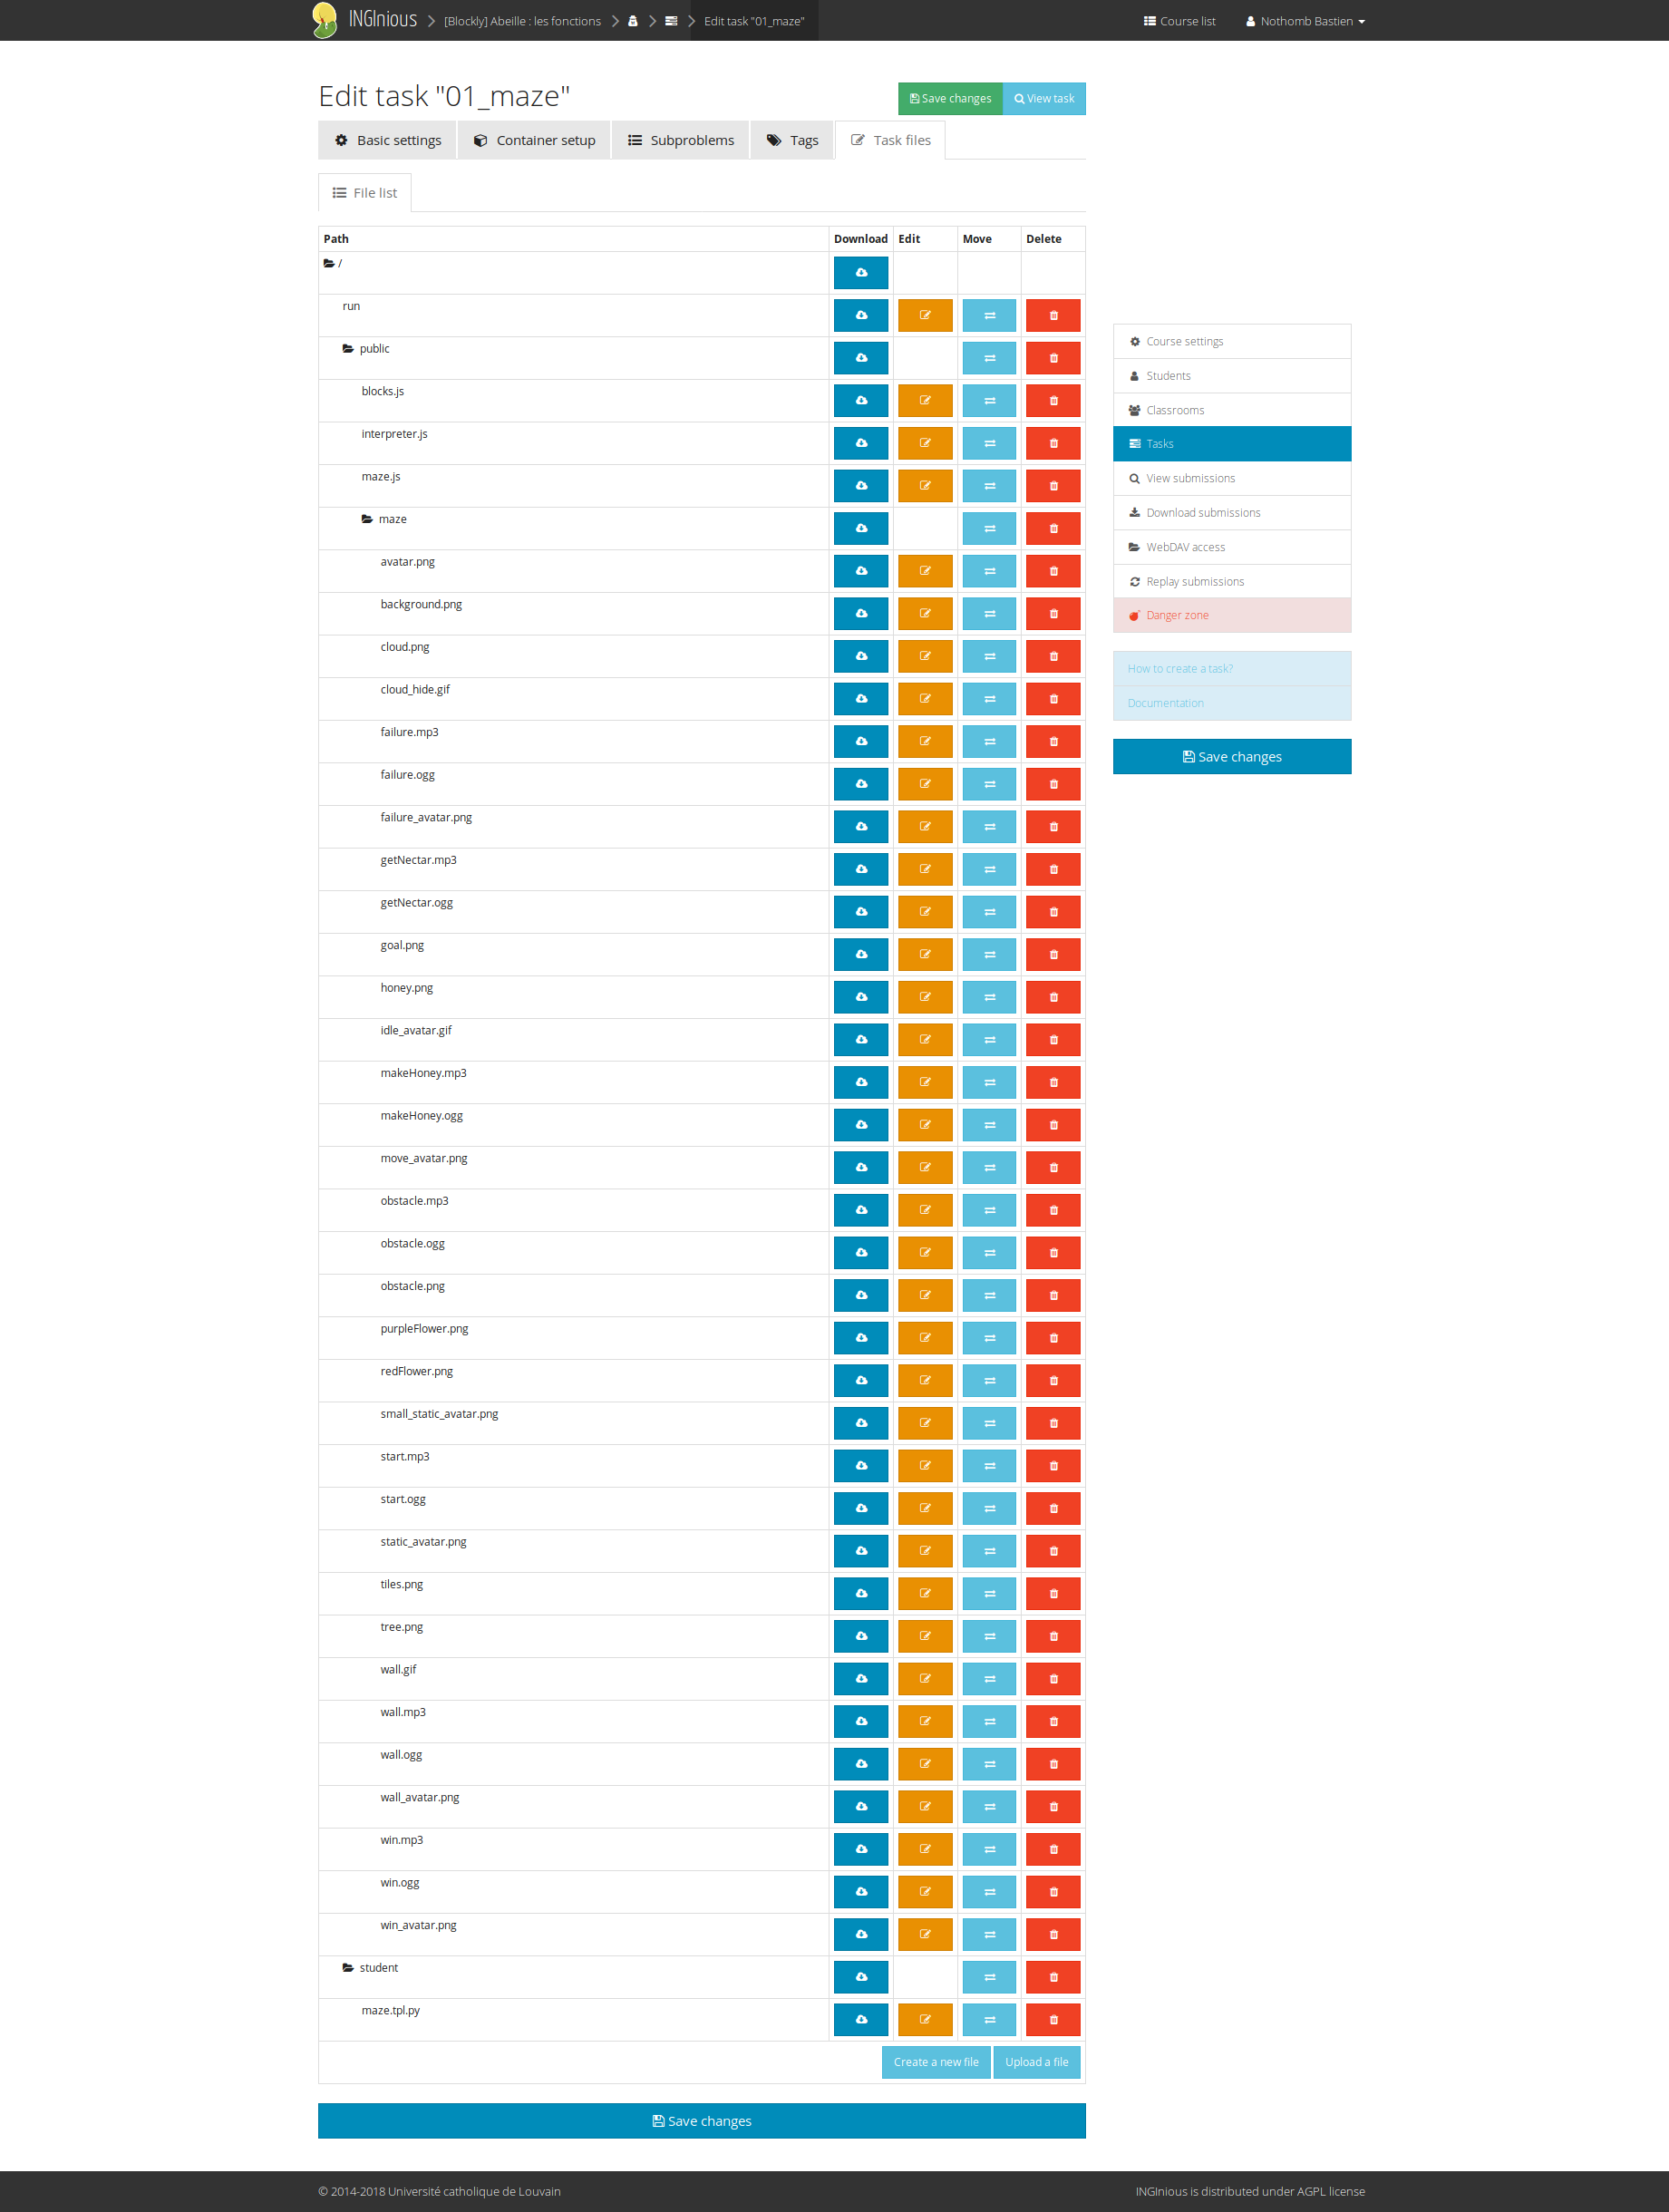 INGInious [Blockly] Abeille : les fonctions Edit task "01_maze" Course list Nothomb Bastien
Edit task "01_maze"
Save changes View task
Basic settings Container setup Subproblems Tags Task files
File list
Path Download Edit Move Delete
/
run
public
blocks.js
interpreter.js
maze.js
maze
avatar.png
background.png
cloud.png
cloud_hide.gif
failure.mp3
failure.ogg
failure_avatar.png
getNectar.mp3
getNectar.ogg
goal.png
honey.png
idle_avatar.gif
makeHoney.mp3
makeHoney.ogg
move_avatar.png
obstacle.mp3
obstacle.ogg
obstacle.png
purpleFlower.png
redFlower.png
small_static_avatar.png
start.mp3
start.ogg
static_avatar.png
tiles.png
tree.png
wall.gif
wall.mp3
wall.ogg
wall_avatar.png
win.mp3
win.ogg
win_avatar.png
student
maze.tpl.py
Create a new file Upload a file
Save changes
Course settings
Students
Classrooms
Tasks
View submissions
Download submissions
WebDAV access
Replay submissions
Danger zone
How to create a task?
Documentation
Save changes
© 2014-2018 Université catholique de Louvain INGInious is distributed under AGPL license